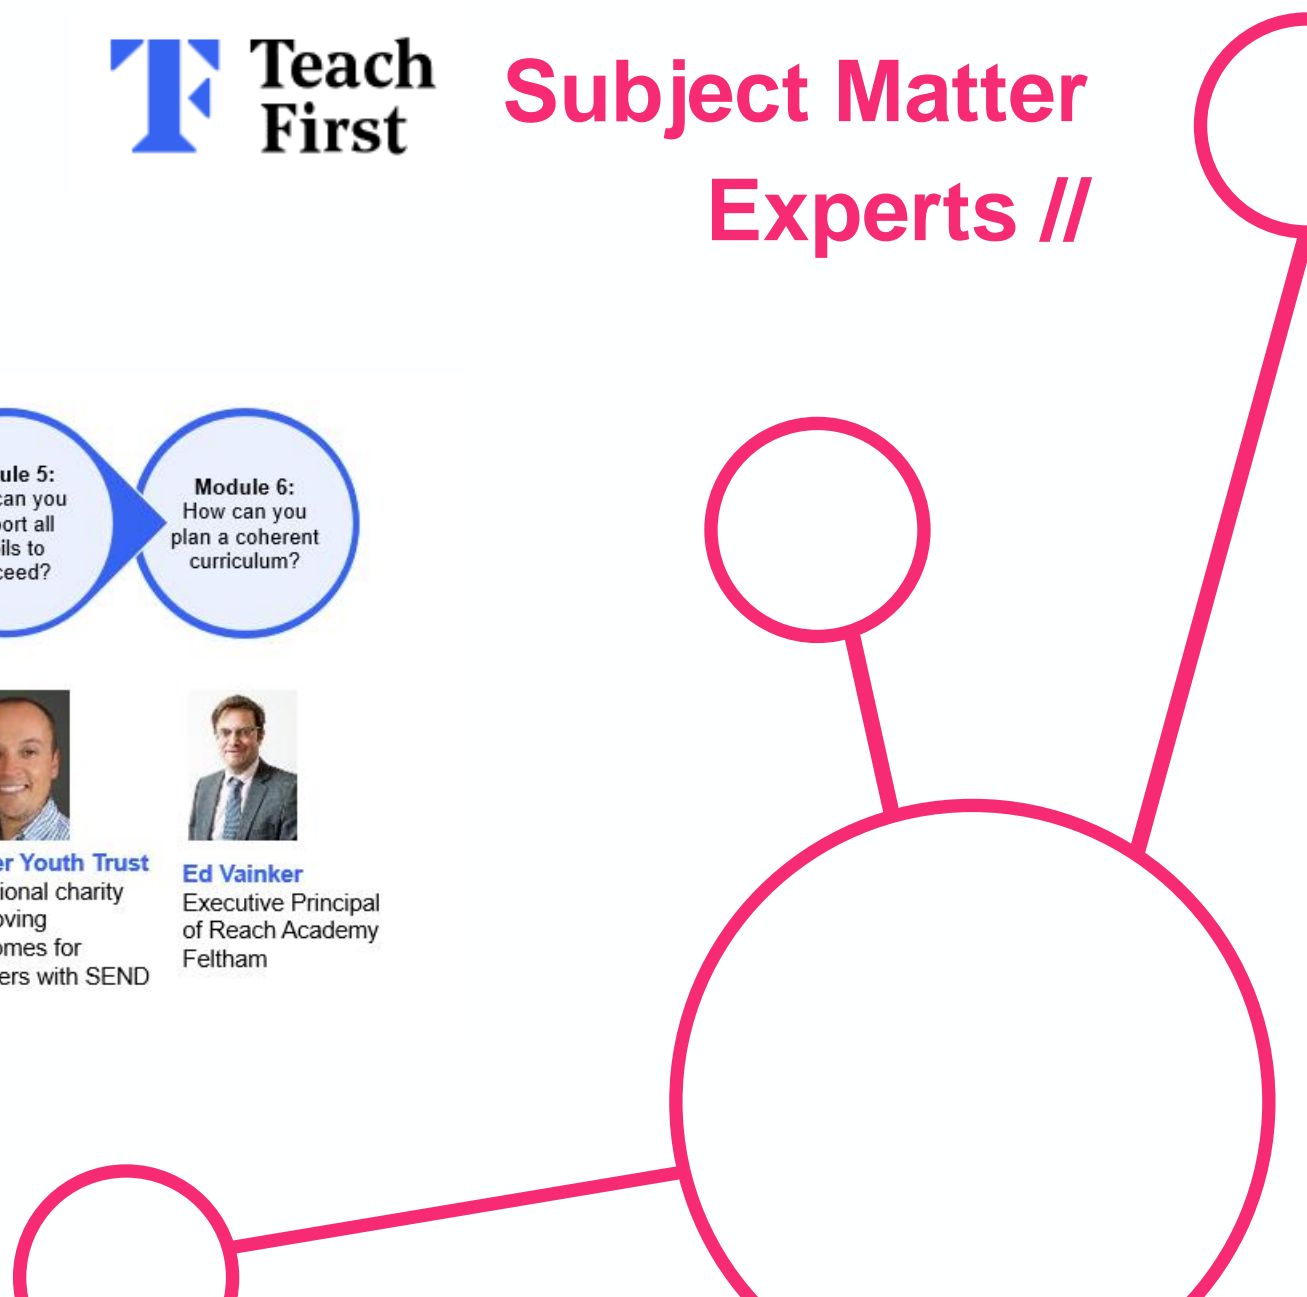 Teach
First
Subject Matter
Experts //
ule 5:
can you
ort all
ils to
ceed?
Module 6:
How can you
plan a coherent
curriculum?
er Youth Trust
ional charity
oving
omes for
ers with SEND
Ed Vainker
Executive Principal
of Reach Academy
Feltham